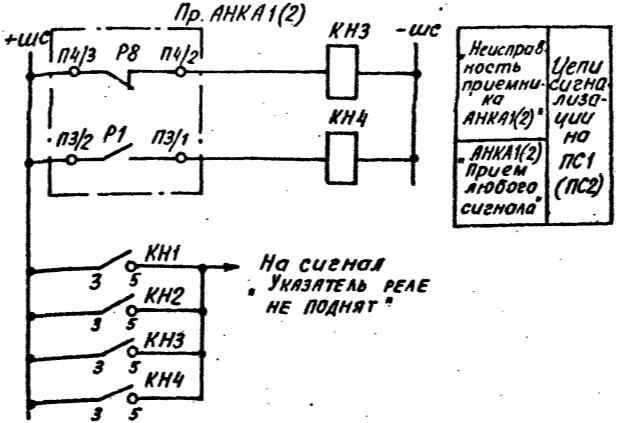 Пр. АНКА 1(2)
+ШС
П4/3 Р8 П4/2
КН3
-ШС
П3/2 Р1 П3/1
КН4
"Неисправ
ность
приемни-
ка
АНКА1(2)"
Цепи
сигна-
лиза-
ции
на
ПС1
(ПС2)
"АНКА1(2)
Прием
любого
сигнала"
3 5 КН1
3 5 КН2
3 5 КН3
3 5 КН4
На сигнал
"УКАЗАТЕЛЬ РЕЛЕ
НЕ ПОДНЯТ"